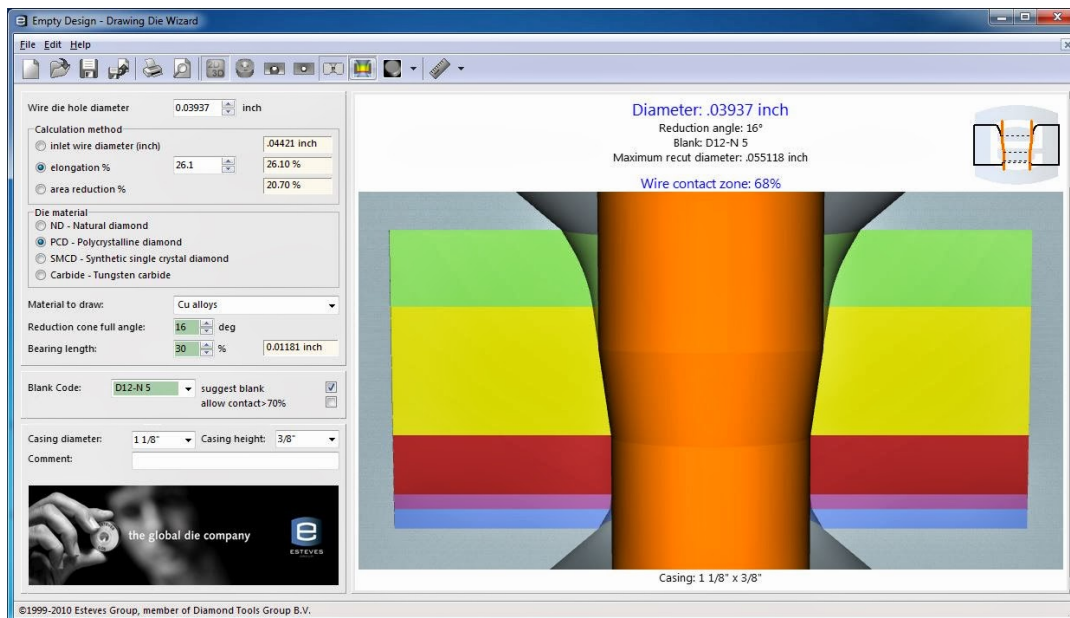 Empty Design - Drawing Die Wizard
File Edit Help
Wire die hole diameter 0.03937 inch
Calculation method
inlet wire diameter (inch) .04421 inch
elongation % 26.1 26.10 %
area reduction % 20.70 %
Die material
ND - Natural diamond
PCD - Polycrystalline diamond
SMCD - Synthetic single crystal diamond
Carbide - Tungsten carbide
Material to draw: Cu alloys
Reduction cone full angle: 16 deg
Bearing length: 30 % 0.01181 inch
Blank Code: D12-N 5 suggest blank
allow contact>70%
Casing diameter: 1 1/8" Casing height: 3/8"
Comment:
the global die company
ESTEVES
Diameter: .03937 inch
Reduction angle: 16°
Blank: D12-N 5
Maximum recut diameter: .055118 inch
Wire contact zone: 68%
Casing: 1 1/8" x 3/8"
©1999-2010 Esteves Group, member of Diamond Tools Group B.V.